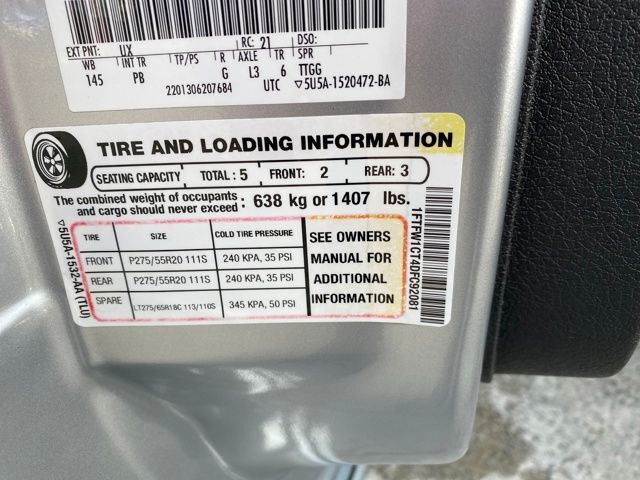 RC: 21 DSO:
EXT PNT: UX
WB INT TR TP/PS R AXLE TR SPR
145 PB G L3 6 TTGG
2201306207684 UTC ▽5U5A-1520472-BA
TIRE AND LOADING INFORMATION
SEATING CAPACITY TOTAL : 5 FRONT: 2 REAR: 3
The combined weight of occupants and cargo should never exceed : 638 kg or 1407 lbs.
TIRE SIZE COLD TIRE PRESSURE
FRONT P275/55R20 111S 240 KPA, 35 PSI
REAR P275/55R20 111S 240 KPA, 35 PSI
SPARE LT275/65R18C 113/110S 345 KPA, 50 PSI
SEE OWNERS
MANUAL FOR
ADDITIONAL
INFORMATION
▽5U5A-1532-AA (TLU)
1FTFW1CT4DFC92081